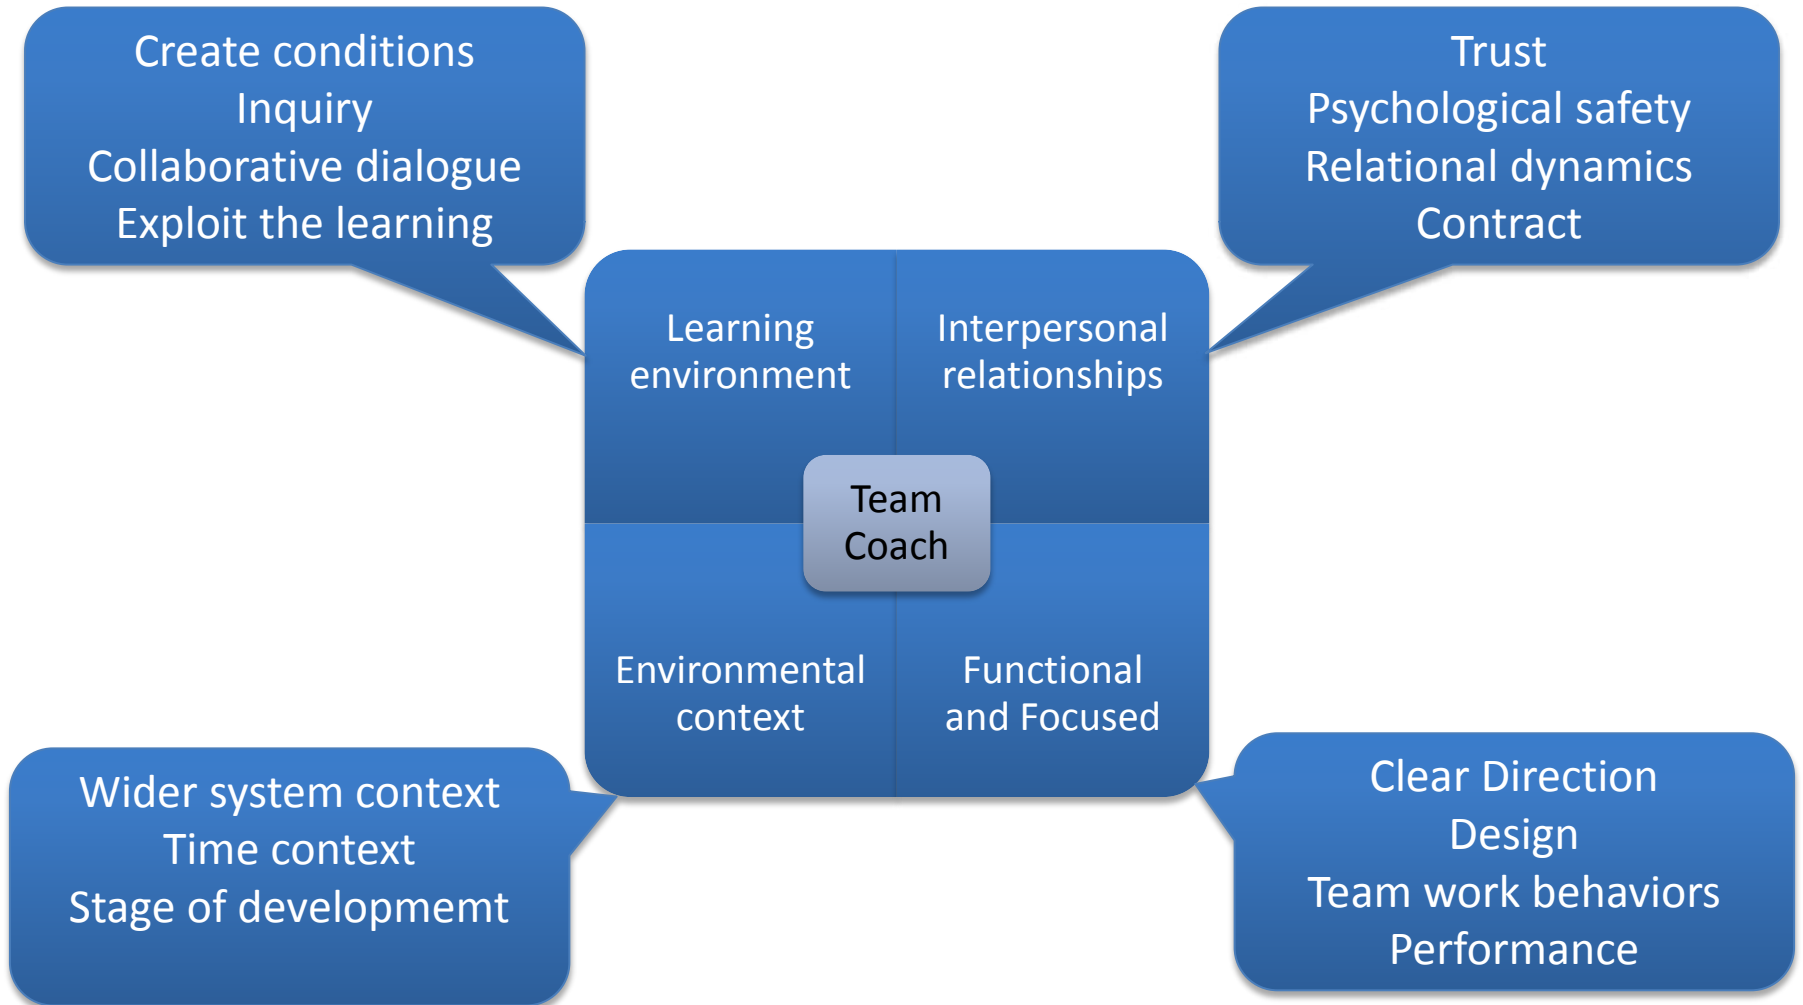 Create conditions
Inquiry
Collaborative dialogue
Exploit the learning
Trust
Psychological safety
Relational dynamics
Contract
Learning
environment
Interpersonal
relationships
Team
Coach
Environmental
context
Functional
and Focused
Wider system context
Time context
Stage of developmemt
Clear Direction
Design
Team work behaviors
Performance